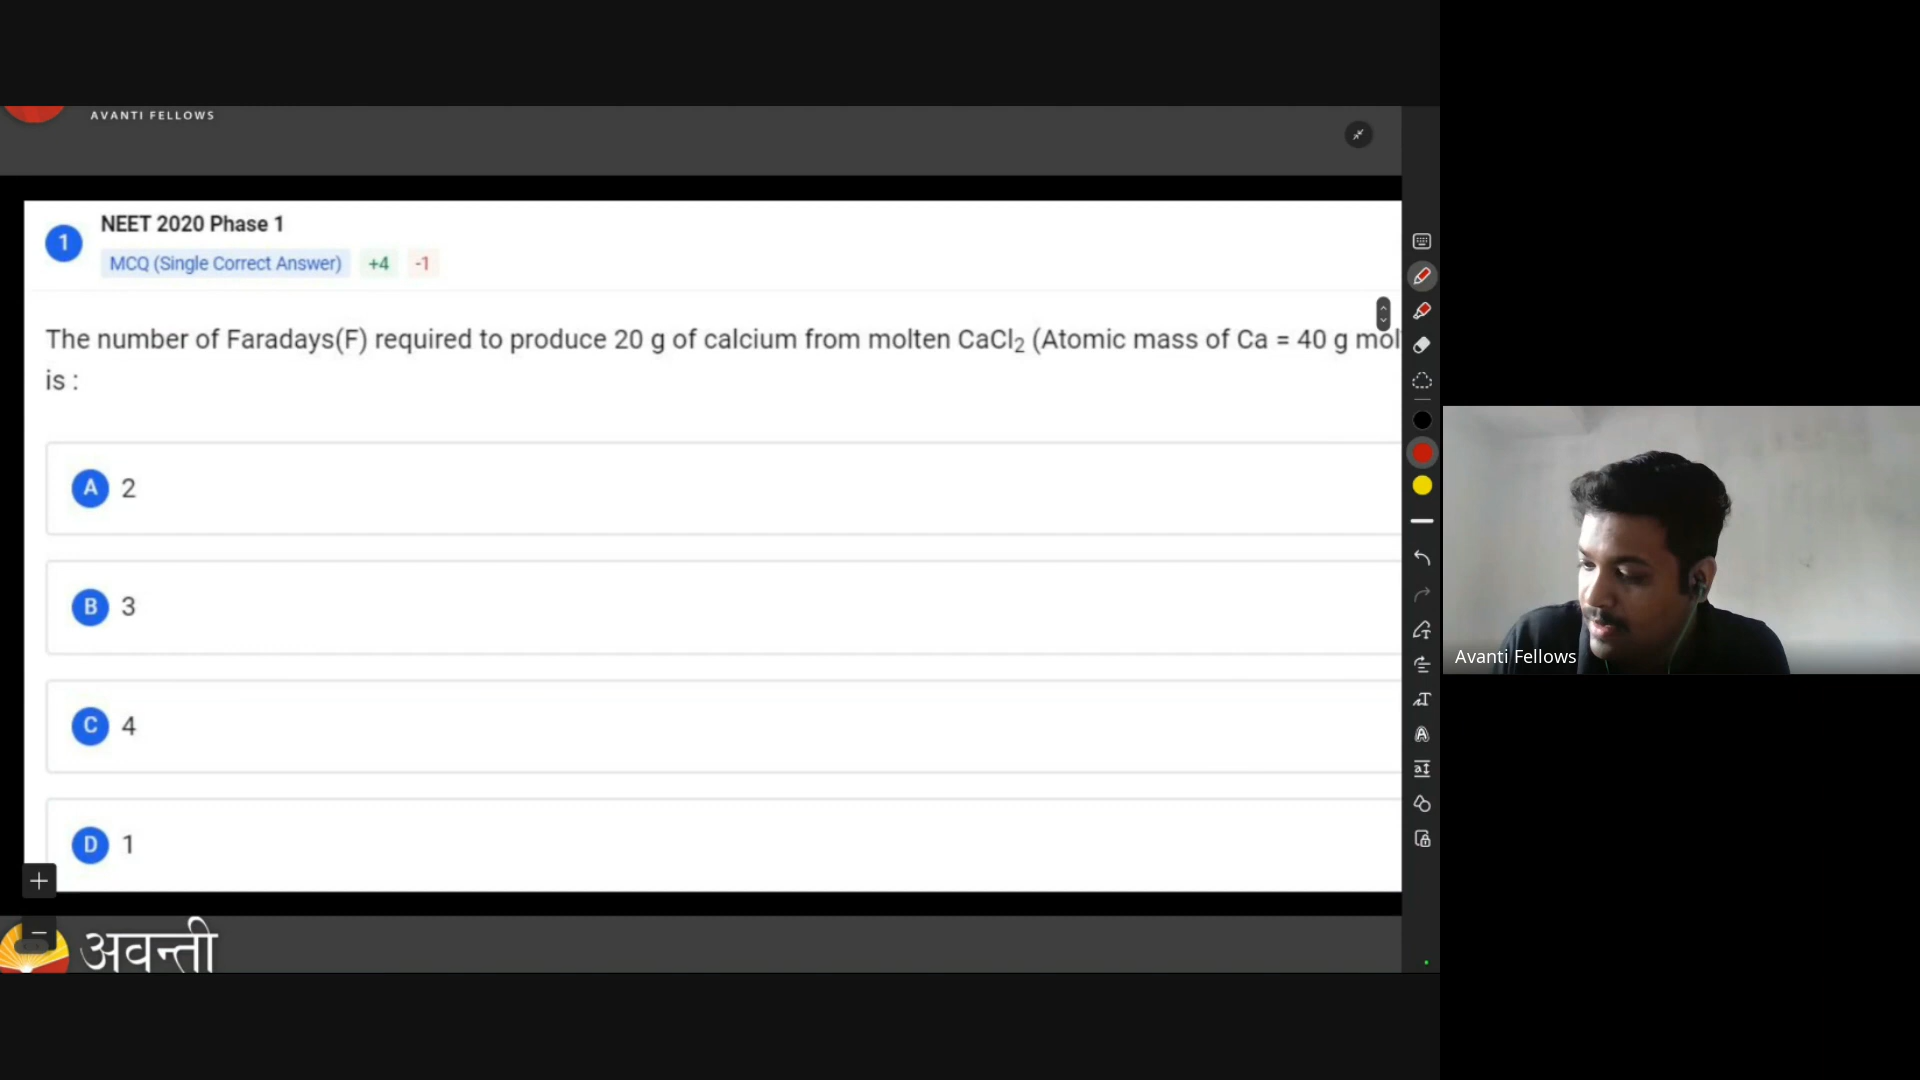 AVANTI FELLOWS
1
NEET 2020 Phase 1
MCQ (Single Correct Answer) +4 -1
The number of Faradays(F) required to produce 20 g of calcium from molten CaCl₂ (Atomic mass of Ca = 40 g mol
is :
A 2
B 3
C 4
D 1
अवन्ती
Avanti Fellows